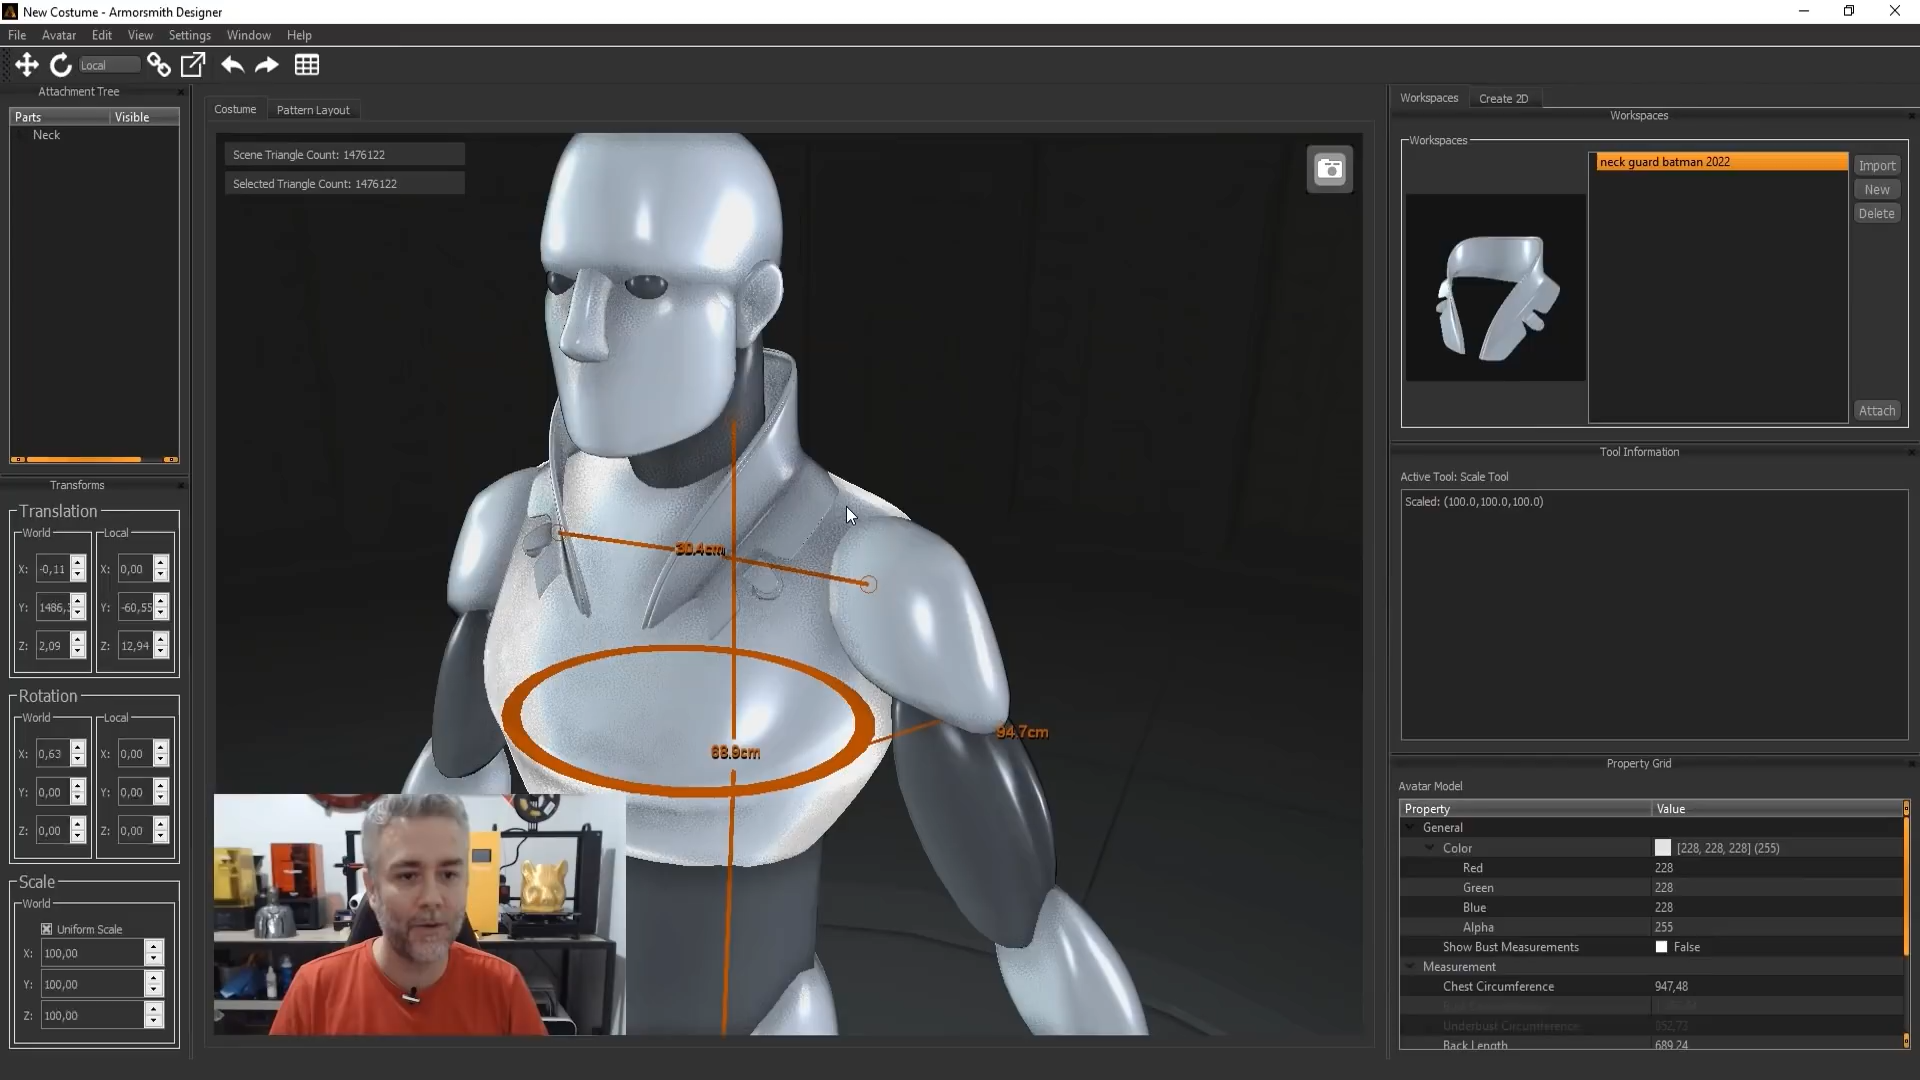 New Costume - Armorsmith Designer
File Avatar Edit View Settings Window Help
Local
Attachment Tree
Parts Visible
Neck
Transforms
Translation
World Local
X: -0,11 X: 0,00
Y: 1486, Y: -60,55
Z: 2,09 Z: 12,94
Rotation
World Local
X: 0,63 X: 0,00
Y: 0,00 Y: 0,00
Z: 0,00 Z: 0,00
Scale
World
Uniform Scale
X: 100,00
Y: 100,00
Z: 100,00
Costume Pattern Layout
Scene Triangle Count: 1476122
Selected Triangle Count: 1476122
30.4cm
68.9cm
94.7cm
Workspaces Create 2D
Workspaces
Workspaces
neck guard batman 2022
Import
New
Delete
Attach
Tool Information
Active Tool: Scale Tool
Scaled: (100.0,100.0,100.0)
Property Grid
Avatar Model
Property Value
General
Color [228, 228, 228] (255)
Red 228
Green 228
Blue 228
Alpha 255
Show Bust Measurements False
Measurement
Chest Circumference 947,48
Underbust Circumference 852,73
Back Length 689,24